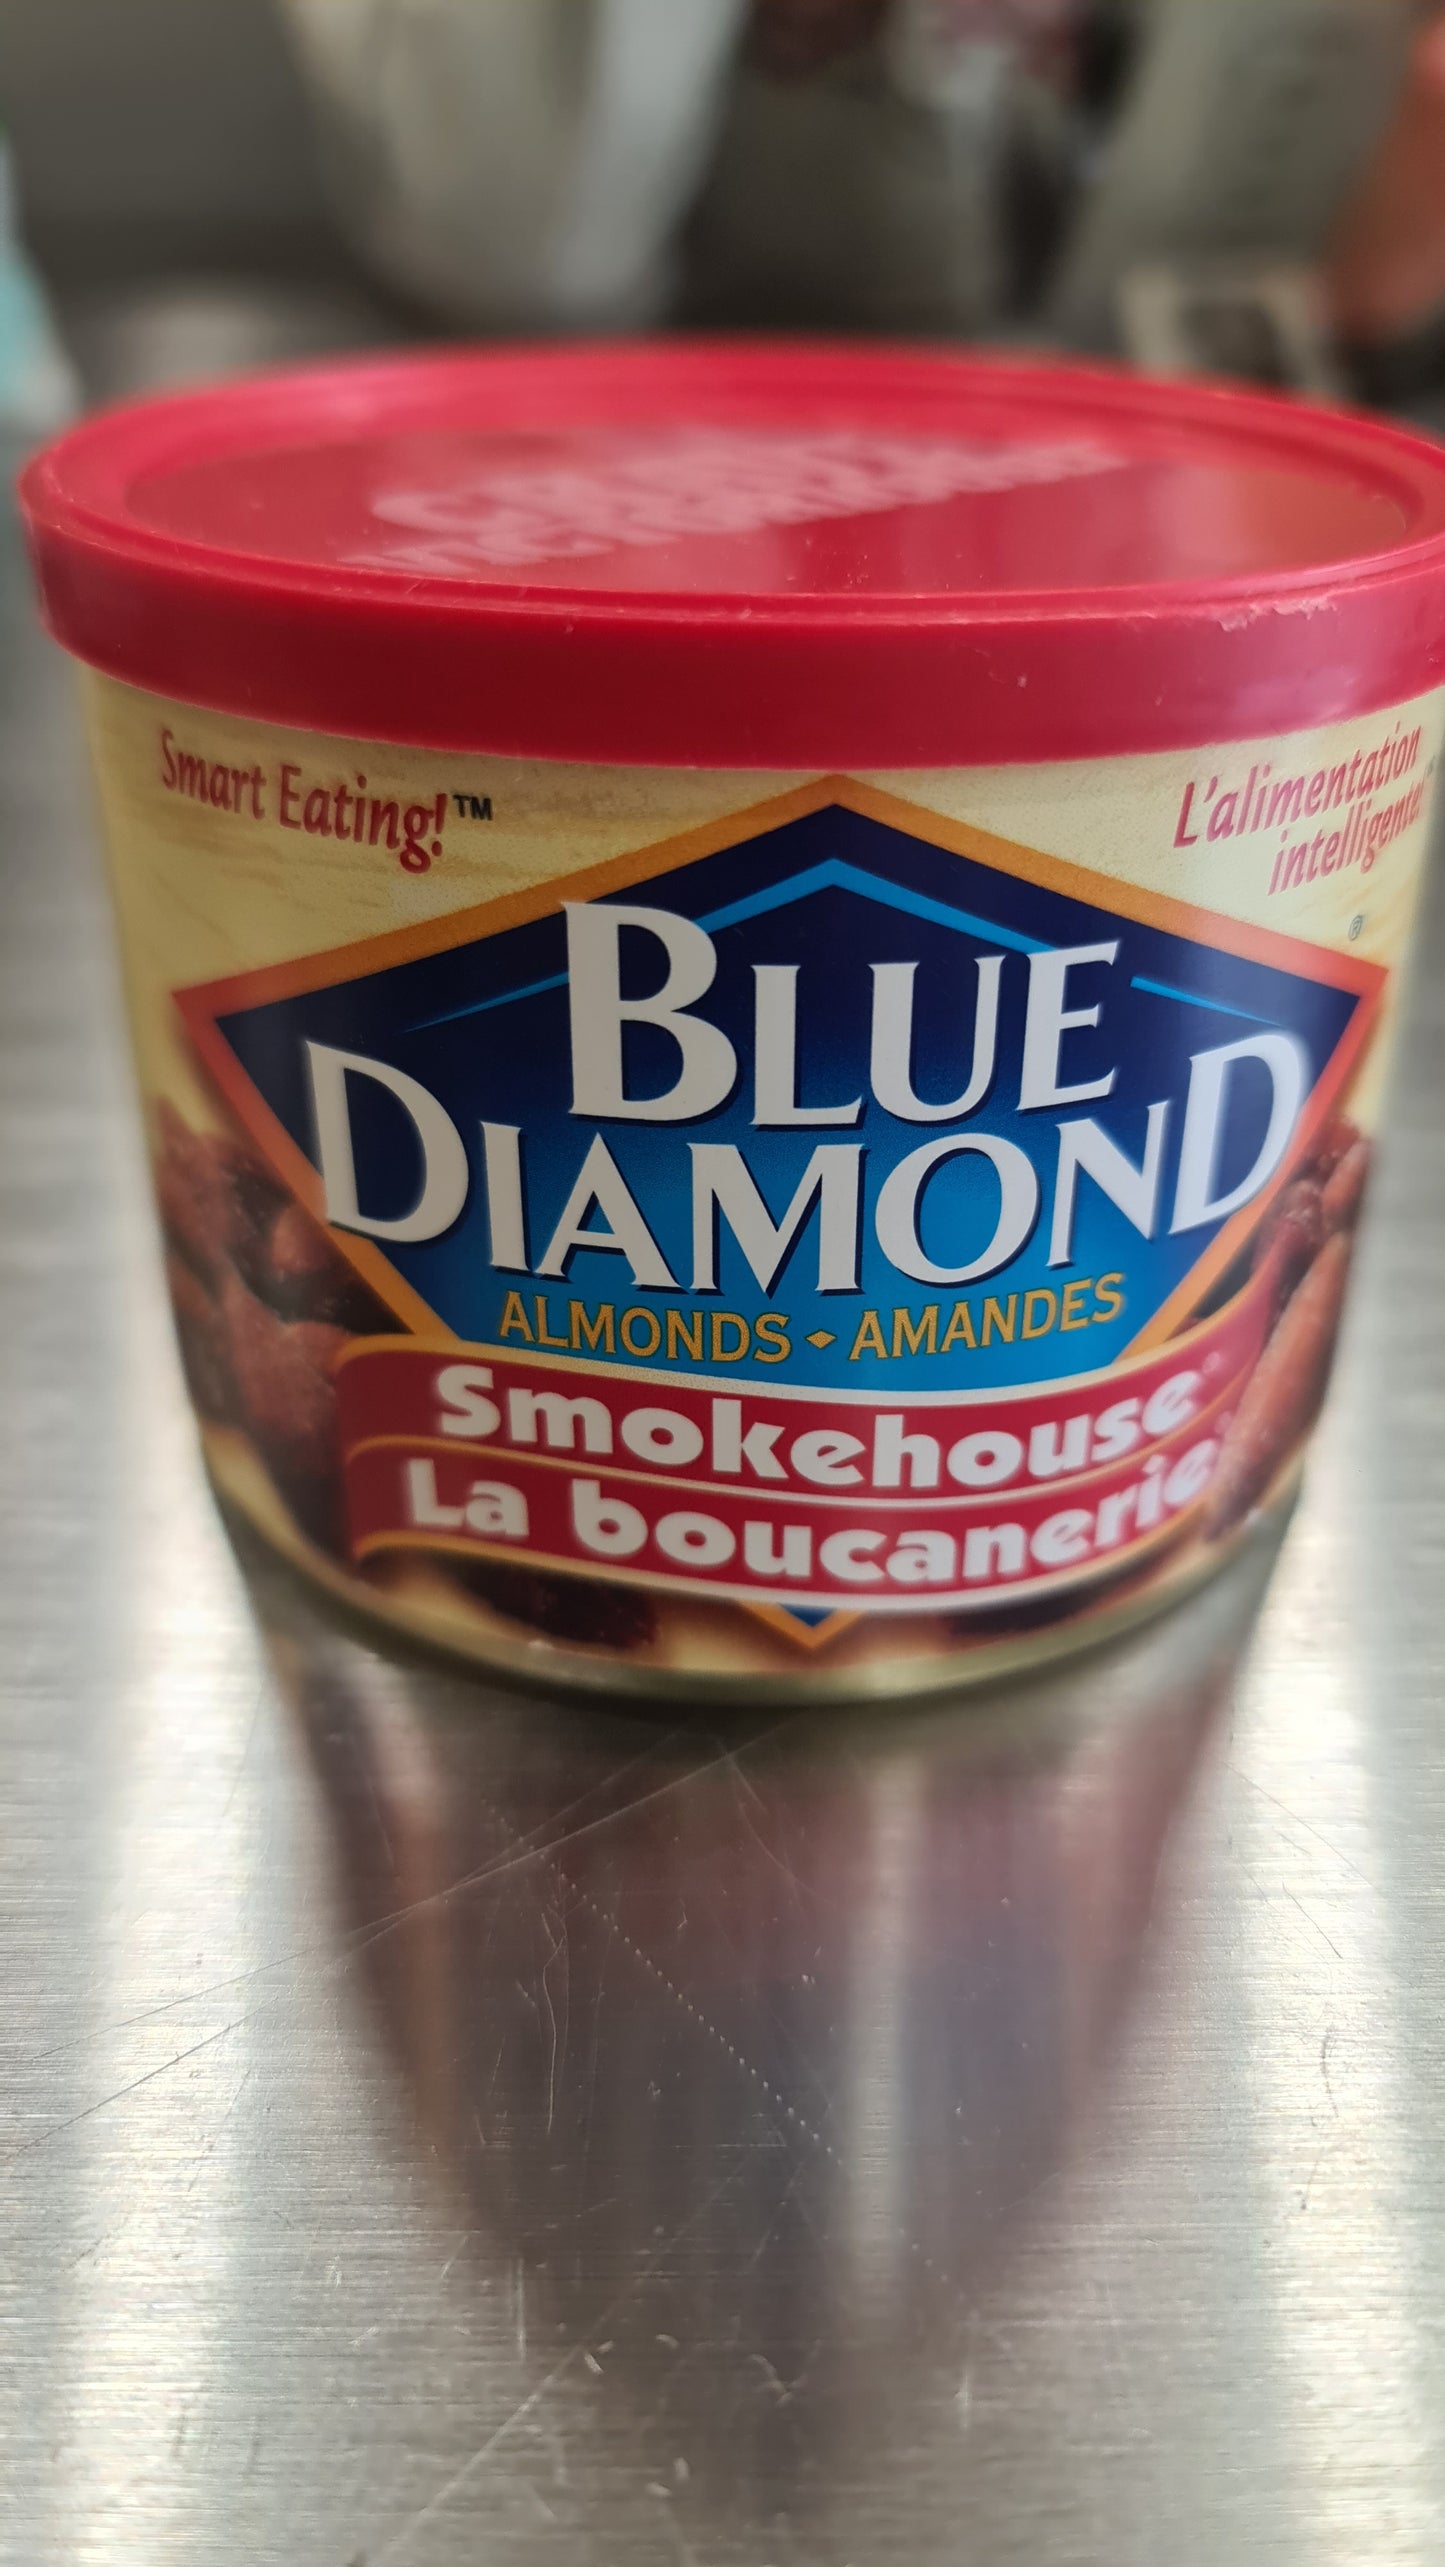 Smart Eating!™
L'alimentation
intelligente!
®
BLUE
DIAMOND
ALMONDS • AMANDES
Smokehouse
La boucanerie